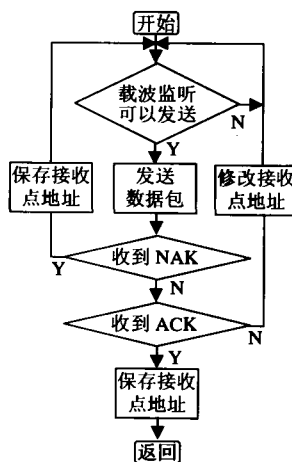 开始
载波监听
可以发送
N
Y
保存接收
点地址
发送
数据包
修改接收
点地址
Y
收到 NAK
N
收到 ACK
N
Y
保存接收
点地址
返回